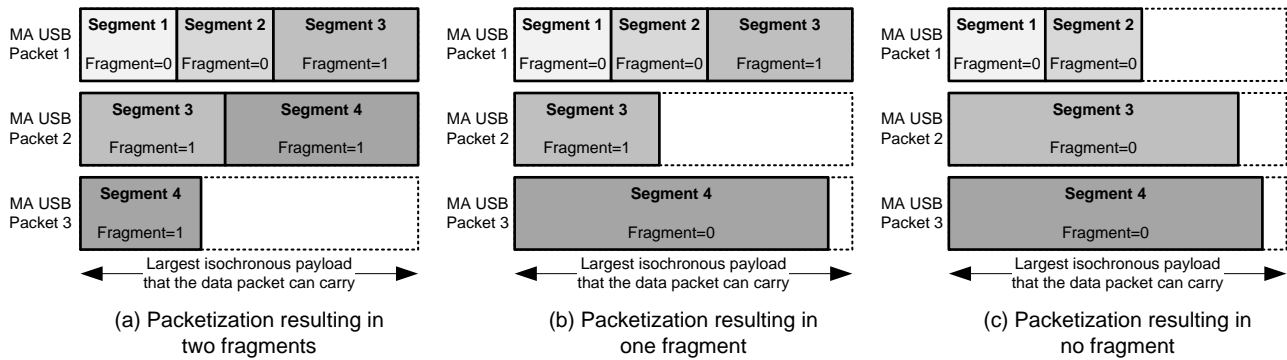 MA USB
Packet 1
Segment 1
Fragment=0
Segment 2
Fragment=0
Segment 3
Fragment=1
MA USB
Packet 2
Segment 3
Fragment=1
Segment 4
Fragment=1
MA USB
Packet 3
Segment 4
Fragment=1
Largest isochronous payload
that the data packet can carry
(a) Packetization resulting in
two fragments
MA USB
Packet 1
Segment 1
Fragment=0
Segment 2
Fragment=0
Segment 3
Fragment=1
MA USB
Packet 2
Segment 3
Fragment=1
MA USB
Packet 3
Segment 4
Fragment=0
Largest isochronous payload
that the data packet can carry
(b) Packetization resulting in
one fragment
MA USB
Packet 1
Segment 1
Fragment=0
Segment 2
Fragment=0
MA USB
Packet 2
Segment 3
Fragment=0
MA USB
Packet 3
Segment 4
Fragment=0
Largest isochronous payload
that the data packet can carry
(c) Packetization resulting in
no fragment